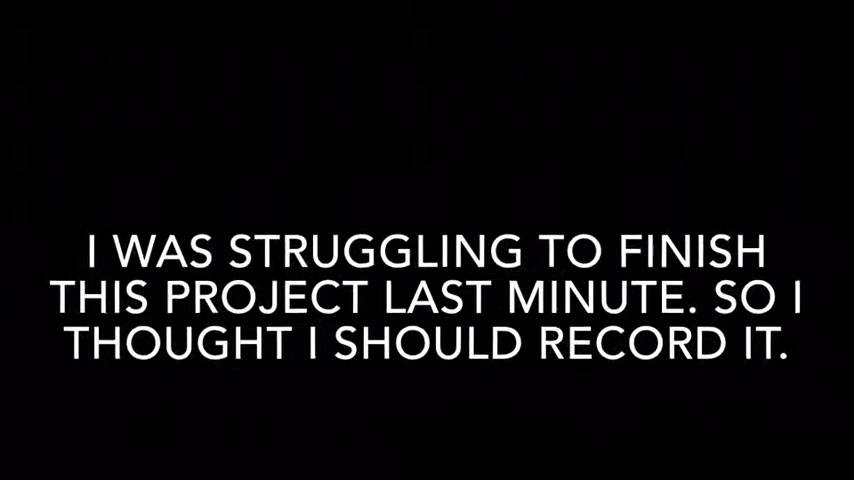 I WAS STRUGGLING TO FINISH
THIS PROJECT LAST MINUTE. SO I
THOUGHT I SHOULD RECORD IT.